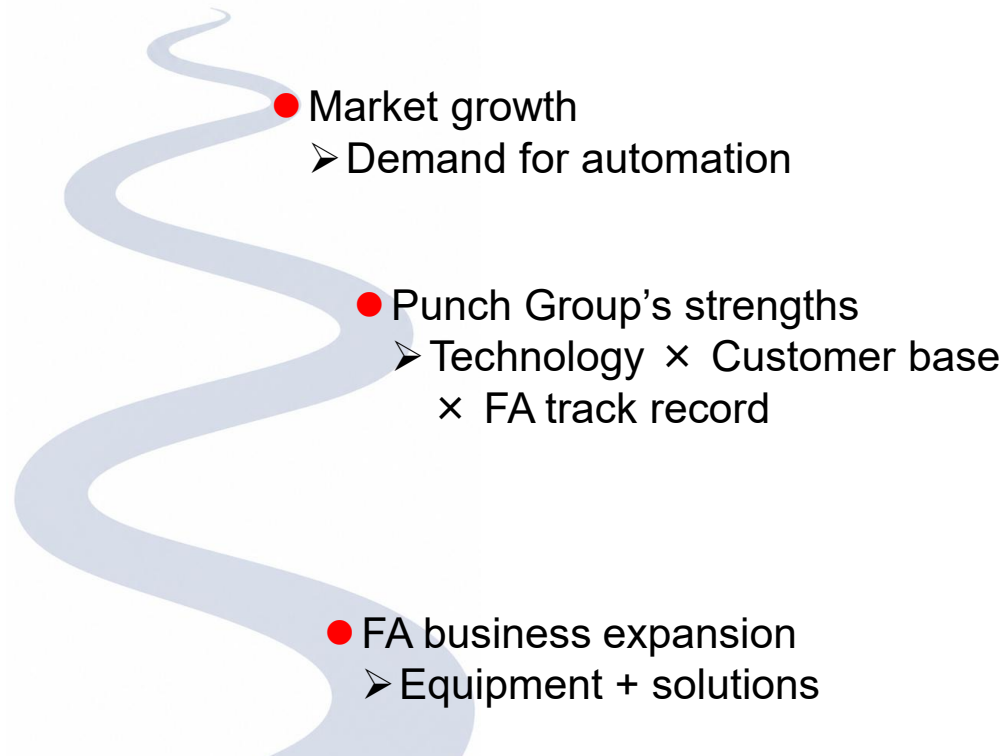 ● Market growth
➢ Demand for automation
● Punch Group’s strengths
➢ Technology × Customer base
× FA track record
● FA business expansion
➢ Equipment + solutions